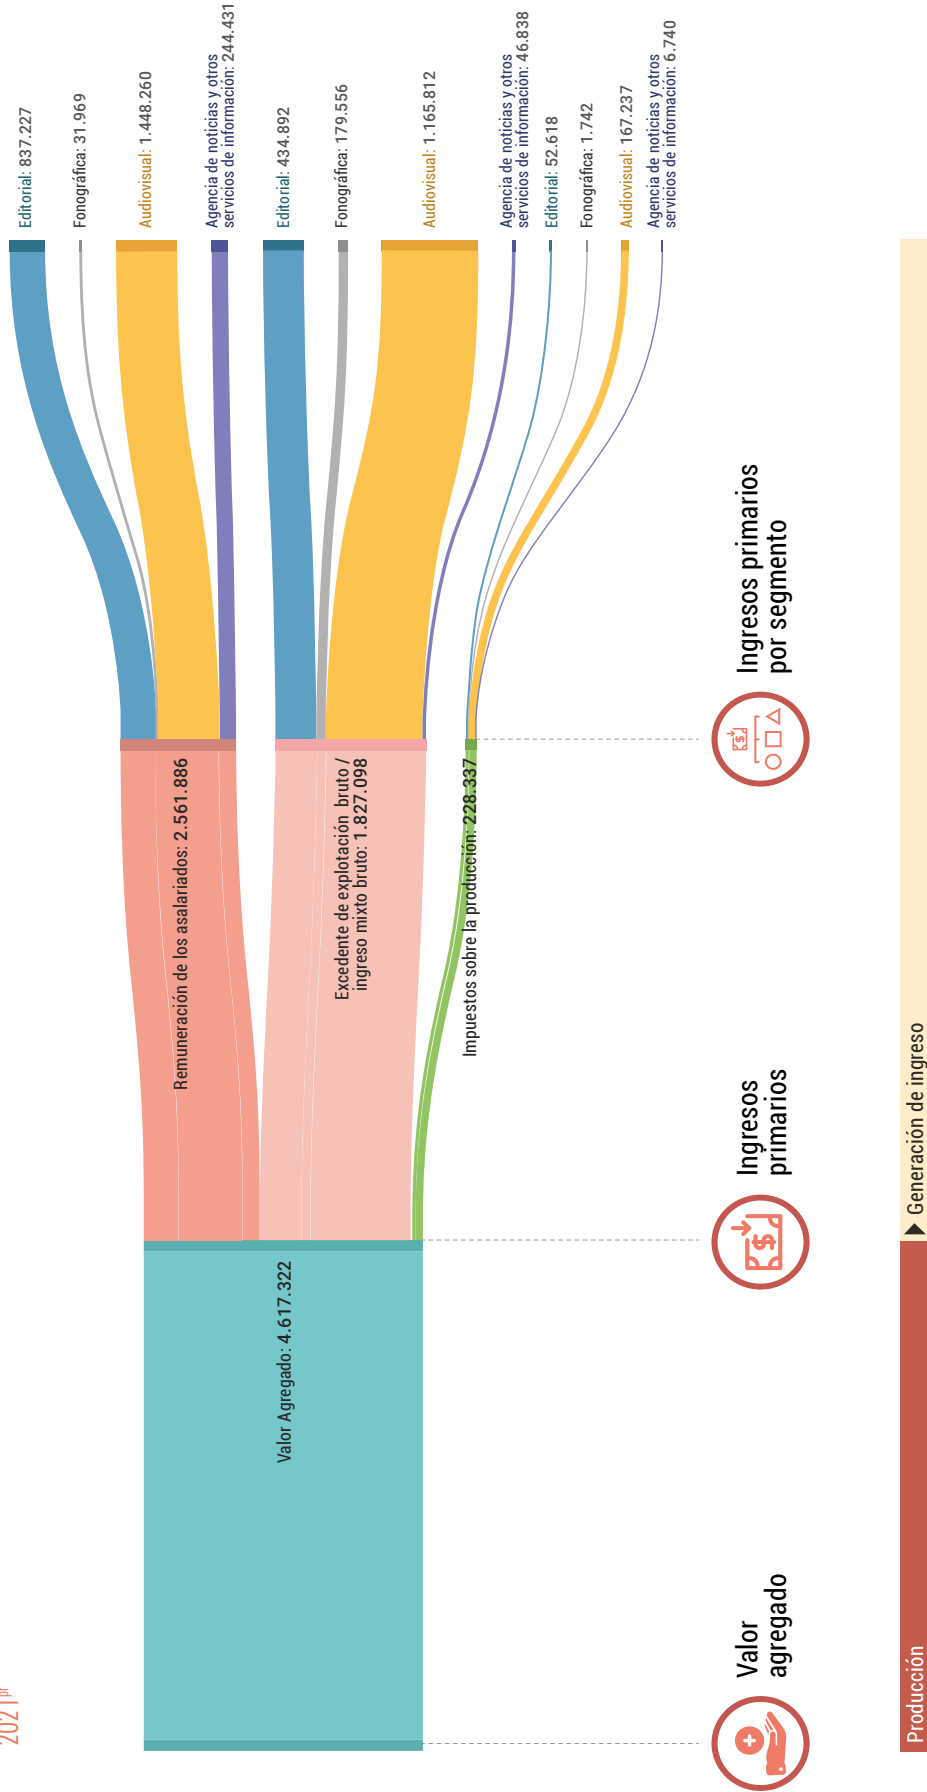 2021pr
Valor Agregado: 4.617.322
Remuneración de los asalariados: 2.561.886
Excedente de explotación bruto /
ingreso mixto bruto: 1.827.098
Impuestos sobre la producción: 228.337
Editorial: 837.227
Fonográfica: 31.969
Audiovisual: 1.448.260
Agencia de noticias y otros
servicios de información: 244.431
Editorial: 434.892
Fonográfica: 179.556
Audiovisual: 1.165.812
Agencia de noticias y otros
servicios de información: 46.838
Editorial: 52.618
Fonográfica: 1.742
Audiovisual: 167.237
Agencia de noticias y otros
servicios de información: 6.740
Valor
agregado
Ingresos
primarios
Ingresos primarios
por segmento
Producción
Generación de ingreso